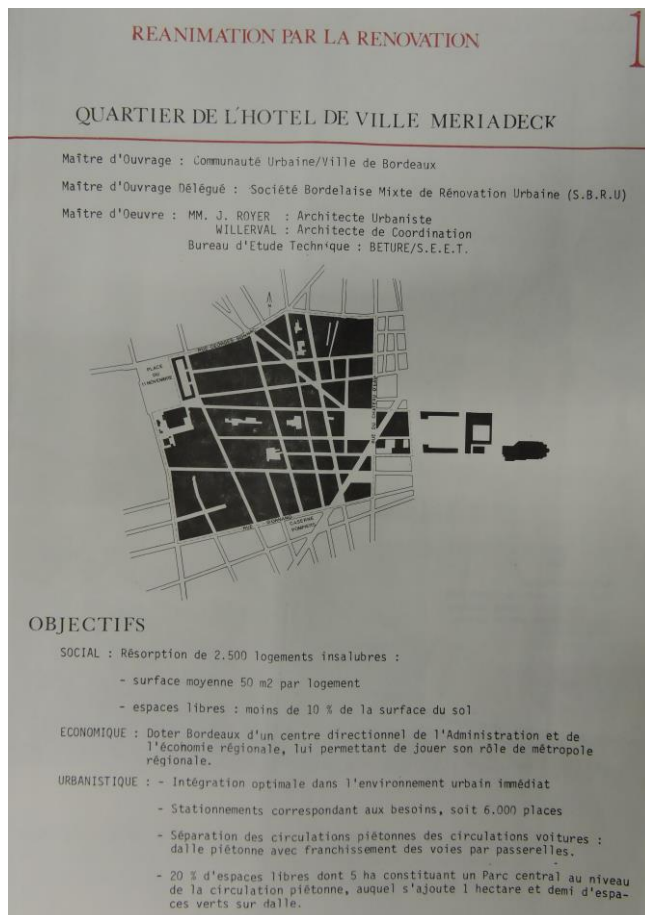 REANIMATION PAR LA RENOVATION
1
QUARTIER DE L'HOTEL DE VILLE MERIADECK
Maître d'Ouvrage : Communauté Urbaine/Ville de Bordeaux
Maître d'Ouvrage Délégué : Société Bordelaise Mixte de Rénovation Urbaine (S.B.R.U)
Maître d'Oeuvre : MM. J. ROYER : Architecte Urbaniste
WILLERVAL : Architecte de Coordination
Bureau d'Etude Technique : BETURE/S.E.E.T.
RUE GEORGES
PLACE
DU
11 NOVEMBRE
RUE
CASERNE
POMPIERS
OBJECTIFS
SOCIAL : Résorption de 2.500 logements insalubres :
- surface moyenne 50 m2 par logement
- espaces libres : moins de 10 % de la surface du sol
ECONOMIQUE : Doter Bordeaux d'un centre directionnel de l'Administration et de
l'économie régionale, lui permettant de jouer son rôle de métropole
régionale.
URBANISTIQUE : - Intégration optimale dans l'environnement urbain immédiat
- Stationnements correspondant aux besoins, soit 6.000 places
- Séparation des circulations piétonnes des circulations voitures :
dalle piétonne avec franchissement des voies par passerelles.
- 20 % d'espaces libres dont 5 ha constituant un Parc central au niveau
de la circulation piétonne, auquel s'ajoute 1 hectare et demi d'espa-
ces verts sur dalle.